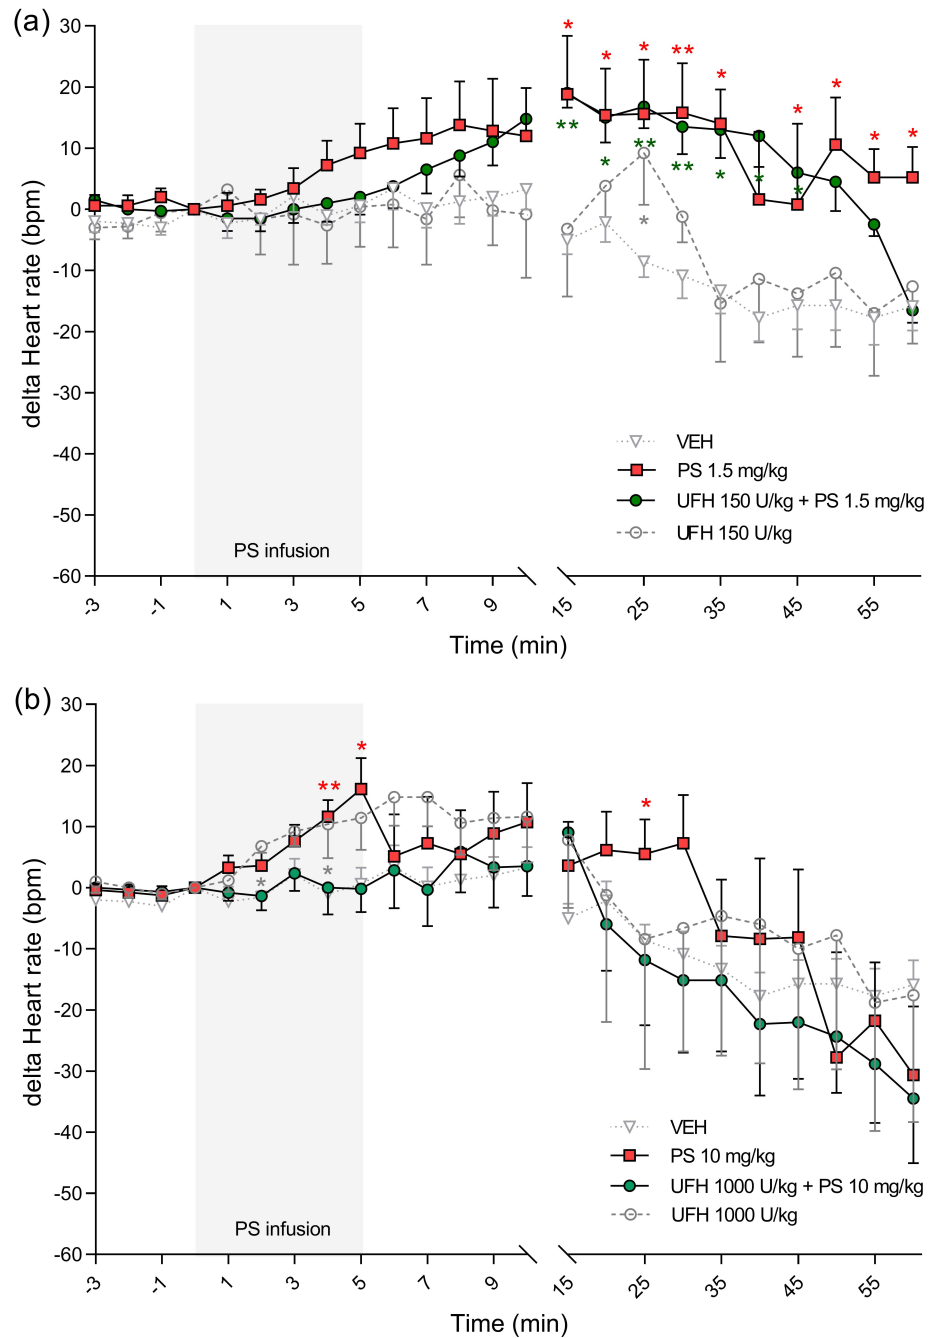 (a)
30
20
10
0
-10
-20
-30
-40
-50
-60
delta Heart rate (bpm)
* * * ** * * * * *
** * ** ** * * *
*
VEH
PS 1.5 mg/kg
UFH 150 U/kg + PS 1.5 mg/kg
UFH 150 U/kg
PS infusion
-3 -1 1 3 5 7 9 15 25 35 45 55
Time (min)
(b)
30
20
10
0
-10
-20
-30
-40
-50
-60
delta Heart rate (bpm)
** * *
* *
VEH
PS 10 mg/kg
UFH 1000 U/kg + PS 10 mg/kg
UFH 1000 U/kg
PS infusion
-3 -1 1 3 5 7 9 15 25 35 45 55
Time (min)